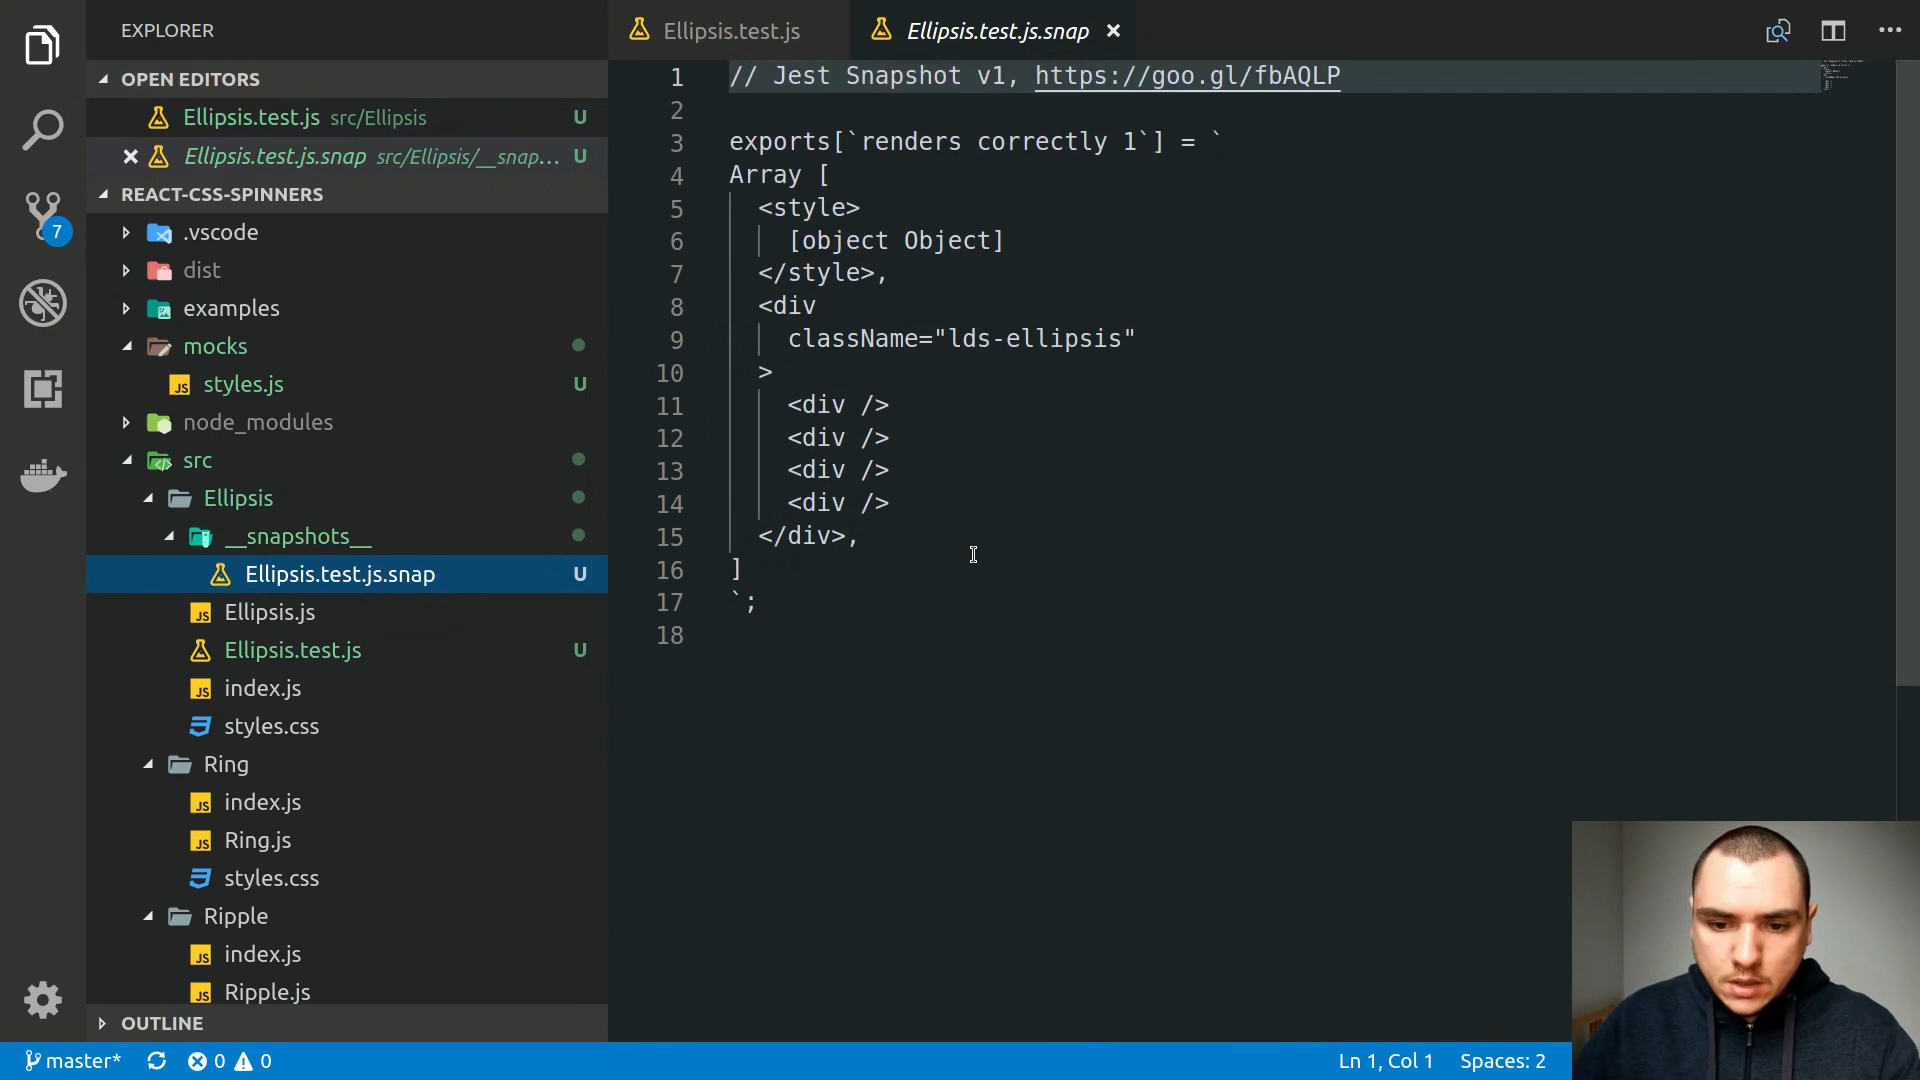 EXPLORER
OPEN EDITORS
Ellipsis.test.js src/Ellipsis U
Ellipsis.test.js.snap src/Ellipsis/__snap... U
REACT-CSS-SPINNERS
.vscode
dist
examples
mocks
styles.js U
node_modules
src
Ellipsis
__snapshots__
Ellipsis.test.js.snap U
Ellipsis.js
Ellipsis.test.js U
index.js
styles.css
Ring
index.js
Ring.js
styles.css
Ripple
index.js
Ripple.js
OUTLINE
7
Ellipsis.test.js
Ellipsis.test.js.snap
1 // Jest Snapshot v1, https://goo.gl/fbAQLP
2
3 exports[`renders correctly 1`] = `
4 Array [
5 <style>
6 [object Object]
7 </style>,
8 <div
9 className="lds-ellipsis"
10 >
11 <div />
12 <div />
13 <div />
14 <div />
15 </div>,
16 ]
17 `;
18
master* 0 0
Ln 1, Col 1 Spaces: 2